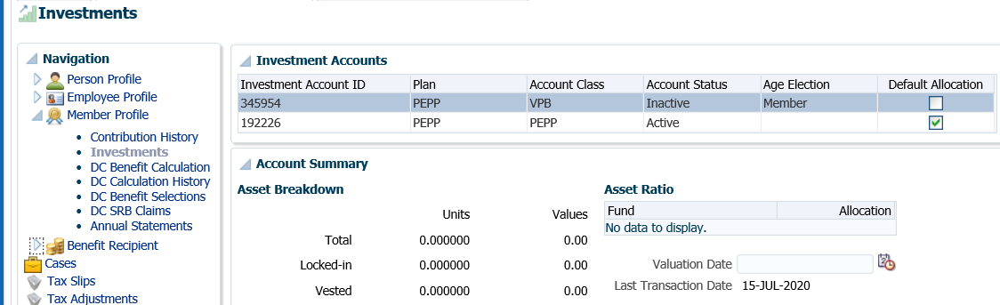 Investments
Navigation
Person Profile
Employee Profile
Member Profile
Contribution History
Investments
DC Benefit Calculation
DC Calculation History
DC Benefit Selections
DC SRB Claims
Annual Statements
Benefit Recipient
Cases
Tax Slips
Tax Adjustments
Investment Accounts
Investment Account ID Plan Account Class Account Status Age Election Default Allocation
345954 PEPP VPB Inactive Member
192226 PEPP PEPP Active
Account Summary
Asset Breakdown
Units Values
Total 0.000000 0.00
Locked-in 0.000000 0.00
Vested 0.000000 0.00
Asset Ratio
Fund Allocation
No data to display.
Valuation Date
Last Transaction Date 15-JUL-2020